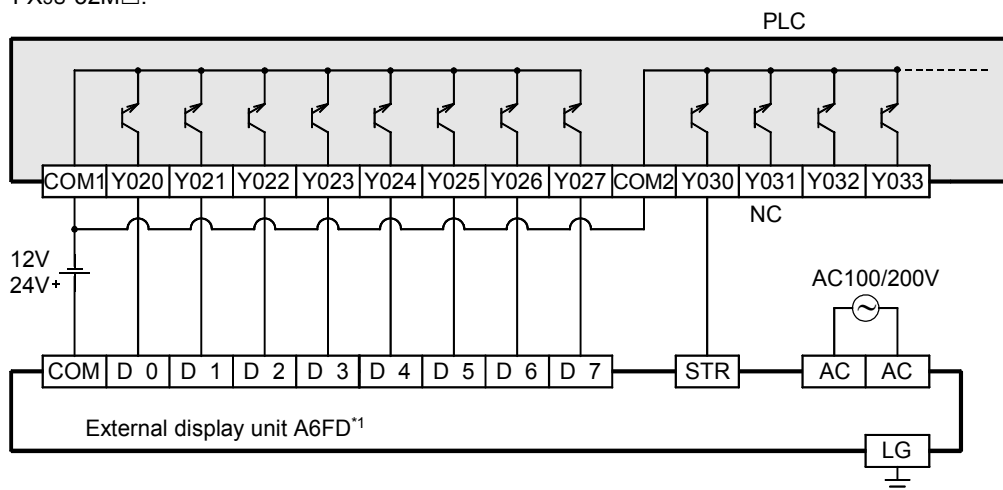 PLC
COM1 Y020 Y021 Y022 Y023 Y024 Y025 Y026 Y027 COM2 Y030 Y031 Y032 Y033
NC
12V
24V+
AC100/200V
COM D 0 D 1 D 2 D 3 D 4 D 5 D 6 D 7 STR AC AC
External display unit A6FD*1
LG